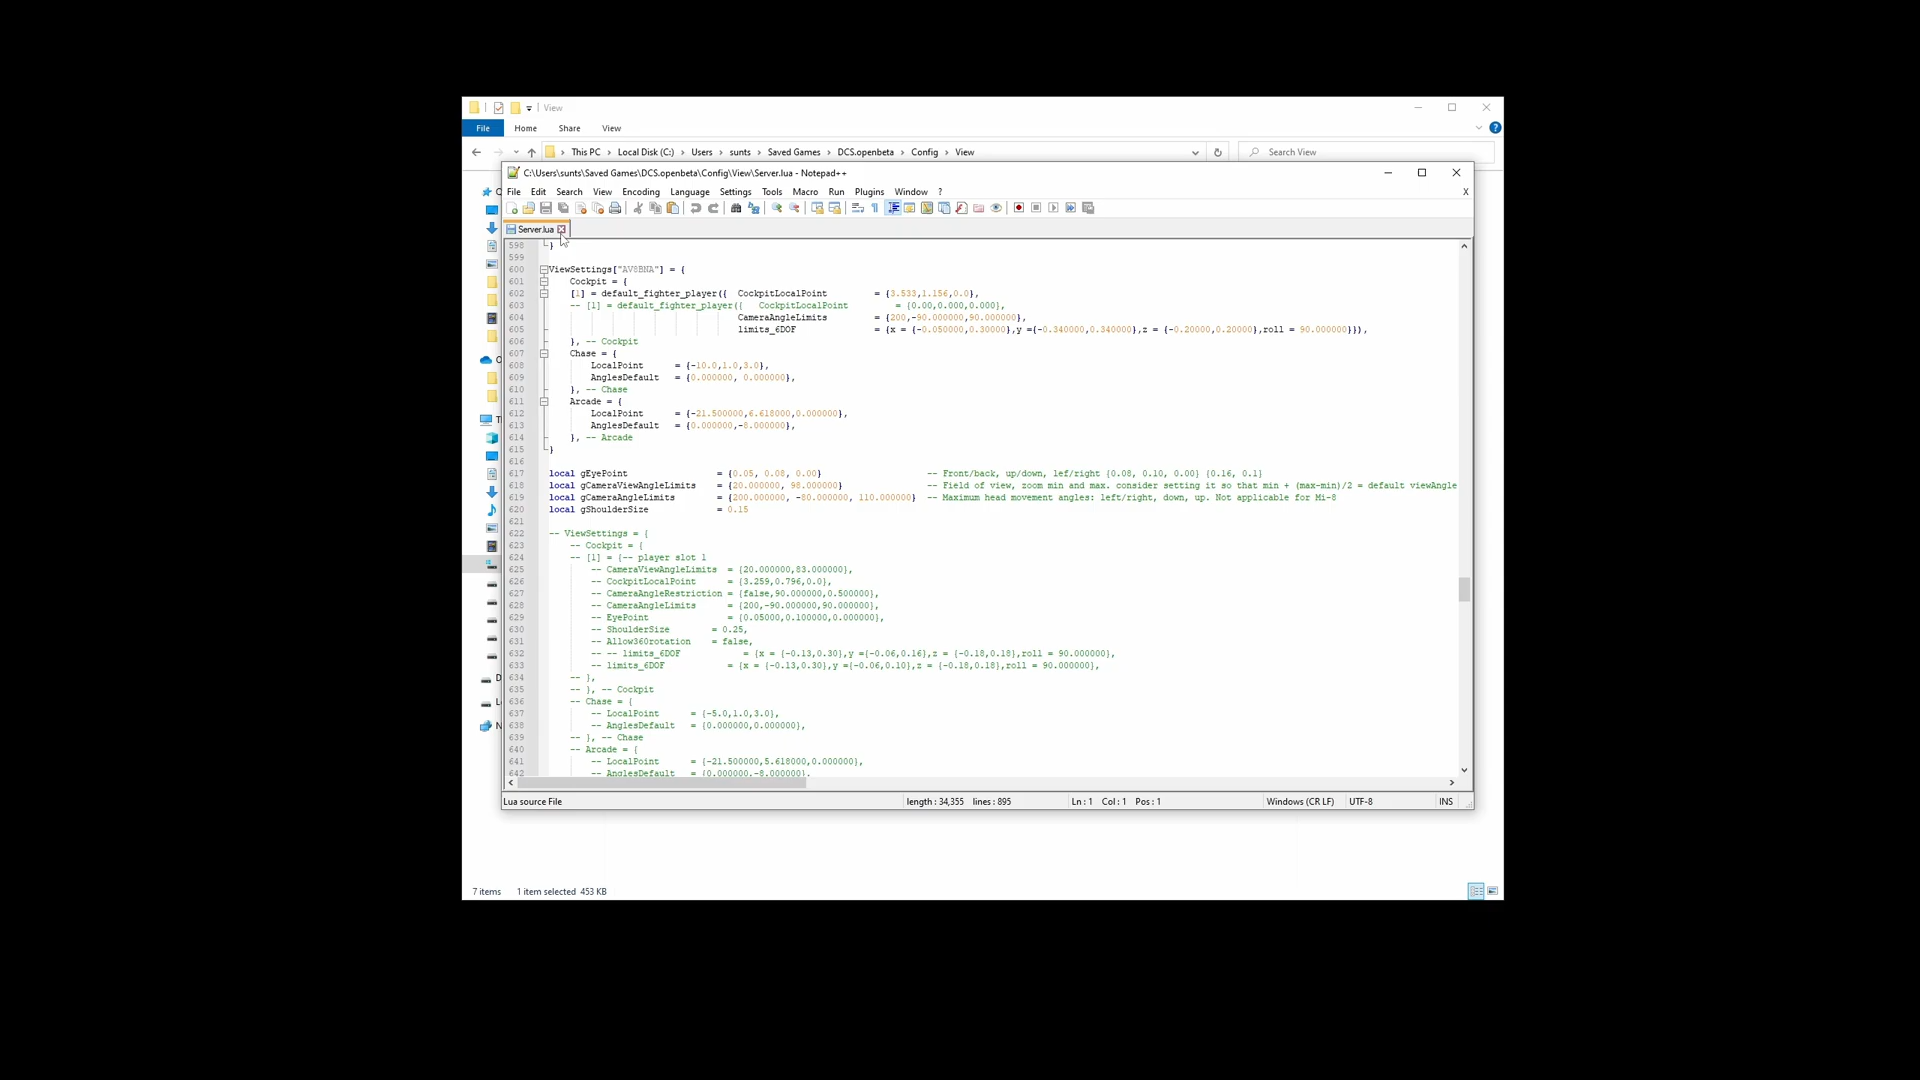 View
File Home Share View
This PC > Local Disk (C:) > Users > sunts > Saved Games > DCS.openbeta > Config > View
Search View
C:\Users\sunts\Saved Games\DCS.openbeta\Config\View\Server.lua - Notepad++
File Edit Search View Encoding Language Settings Tools Macro Run Plugins Window ?
X
Server.lua
598 }
599
600 ViewSettings["AV8BNA"] = {
601 Cockpit = {
602 [1] = default_fighter_player({ CockpitLocalPoint = {3.533,1.156,0.0},
603 -- [1] = default_fighter_player({ CockpitLocalPoint = {0.00,0.000,0.000},
604 CameraAngleLimits = {200,-90.000000,90.000000},
605 limits_6DOF = {x = {-0.050000,0.30000},y ={-0.340000,0.340000},z = {-0.20000,0.20000},roll = 90.000000}}),
606 }, -- Cockpit
607 Chase = {
608 LocalPoint = {-10.0,1.0,3.0},
609 AnglesDefault = {0.000000, 0.000000},
610 }, -- Chase
611 Arcade = {
612 LocalPoint = {-21.500000,6.618000,0.000000},
613 AnglesDefault = {0.000000,-8.000000},
614 }, -- Arcade
615 }
616
617 local gEyePoint = {0.05, 0.08, 0.00} -- Front/back, up/down, lef/right {0.08, 0.10, 0.00} {0.16, 0.1}
618 local gCameraViewAngleLimits = {20.000000, 98.000000} -- Field of view, zoom min and max. consider setting it so that min + (max-min)/2 = default viewAngle
619 local gCameraAngleLimits = {200.000000, -80.000000, 110.000000} -- Maximum head movement angles: left/right, down, up. Not applicable for Mi-8
620 local gShoulderSize = 0.15
621
622 -- ViewSettings = {
623 -- Cockpit = {
624 -- [1] = {-- player slot 1
625 -- CameraViewAngleLimits = {20.000000,83.000000},
626 -- CockpitLocalPoint = {3.259,0.796,0.0},
627 -- CameraAngleRestriction = {false,90.000000,0.500000},
628 -- CameraAngleLimits = {200,-90.000000,90.000000},
629 -- EyePoint = {0.05000,0.100000,0.000000},
630 -- ShoulderSize = 0.25,
631 -- Allow360rotation = false,
632 -- -- limits_6DOF = {x = {-0.13,0.30},y ={-0.06,0.16},z = {-0.18,0.18},roll = 90.000000},
633 -- limits_6DOF = {x = {-0.13,0.30},y ={-0.06,0.10},z = {-0.18,0.18},roll = 90.000000},
634 -- },
635 -- }, -- Cockpit
636 -- Chase = {
637 -- LocalPoint = {-5.0,1.0,3.0},
638 -- AnglesDefault = {0.000000,0.000000},
639 -- }, -- Chase
640 -- Arcade = {
641 -- LocalPoint = {-21.500000,5.618000,0.000000},
642 -- AnglesDefault = {0.000000,-8.000000},
Lua source File length : 34,355 lines : 895 Ln : 1 Col : 1 Pos : 1 Windows (CR LF) UTF-8 INS
7 items 1 item selected 453 KB